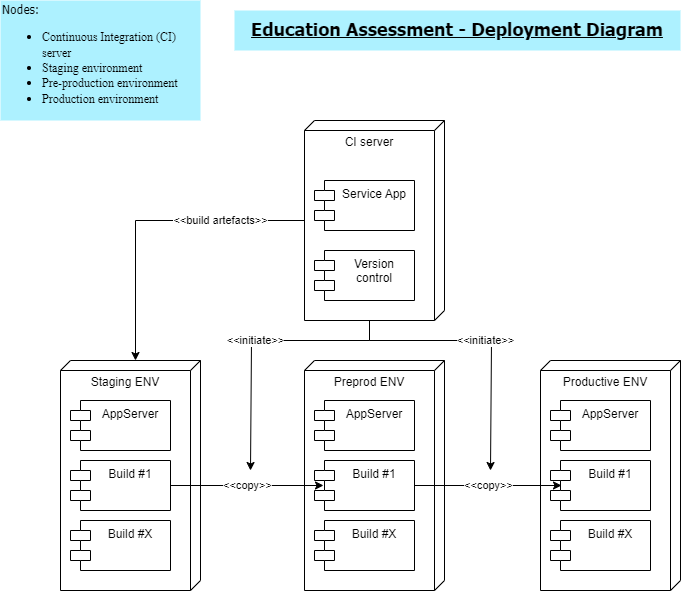 Nodes:
Education Assessment - Deployment Diagram
• Continuous Integration (CI)
server
• Staging environment
• Pre-production environment
• Production environment
CI server
Service App
<<build artefacts>>
Version
control
<<initiate>>
<<initiate>>
Staging ENV
Preprod ENV
Productive ENV
AppServer
AppServer
AppServer
Build #1
Build #1
Build #1
<<copy>>
<<copy>>
Build #X
Build #X
Build #X